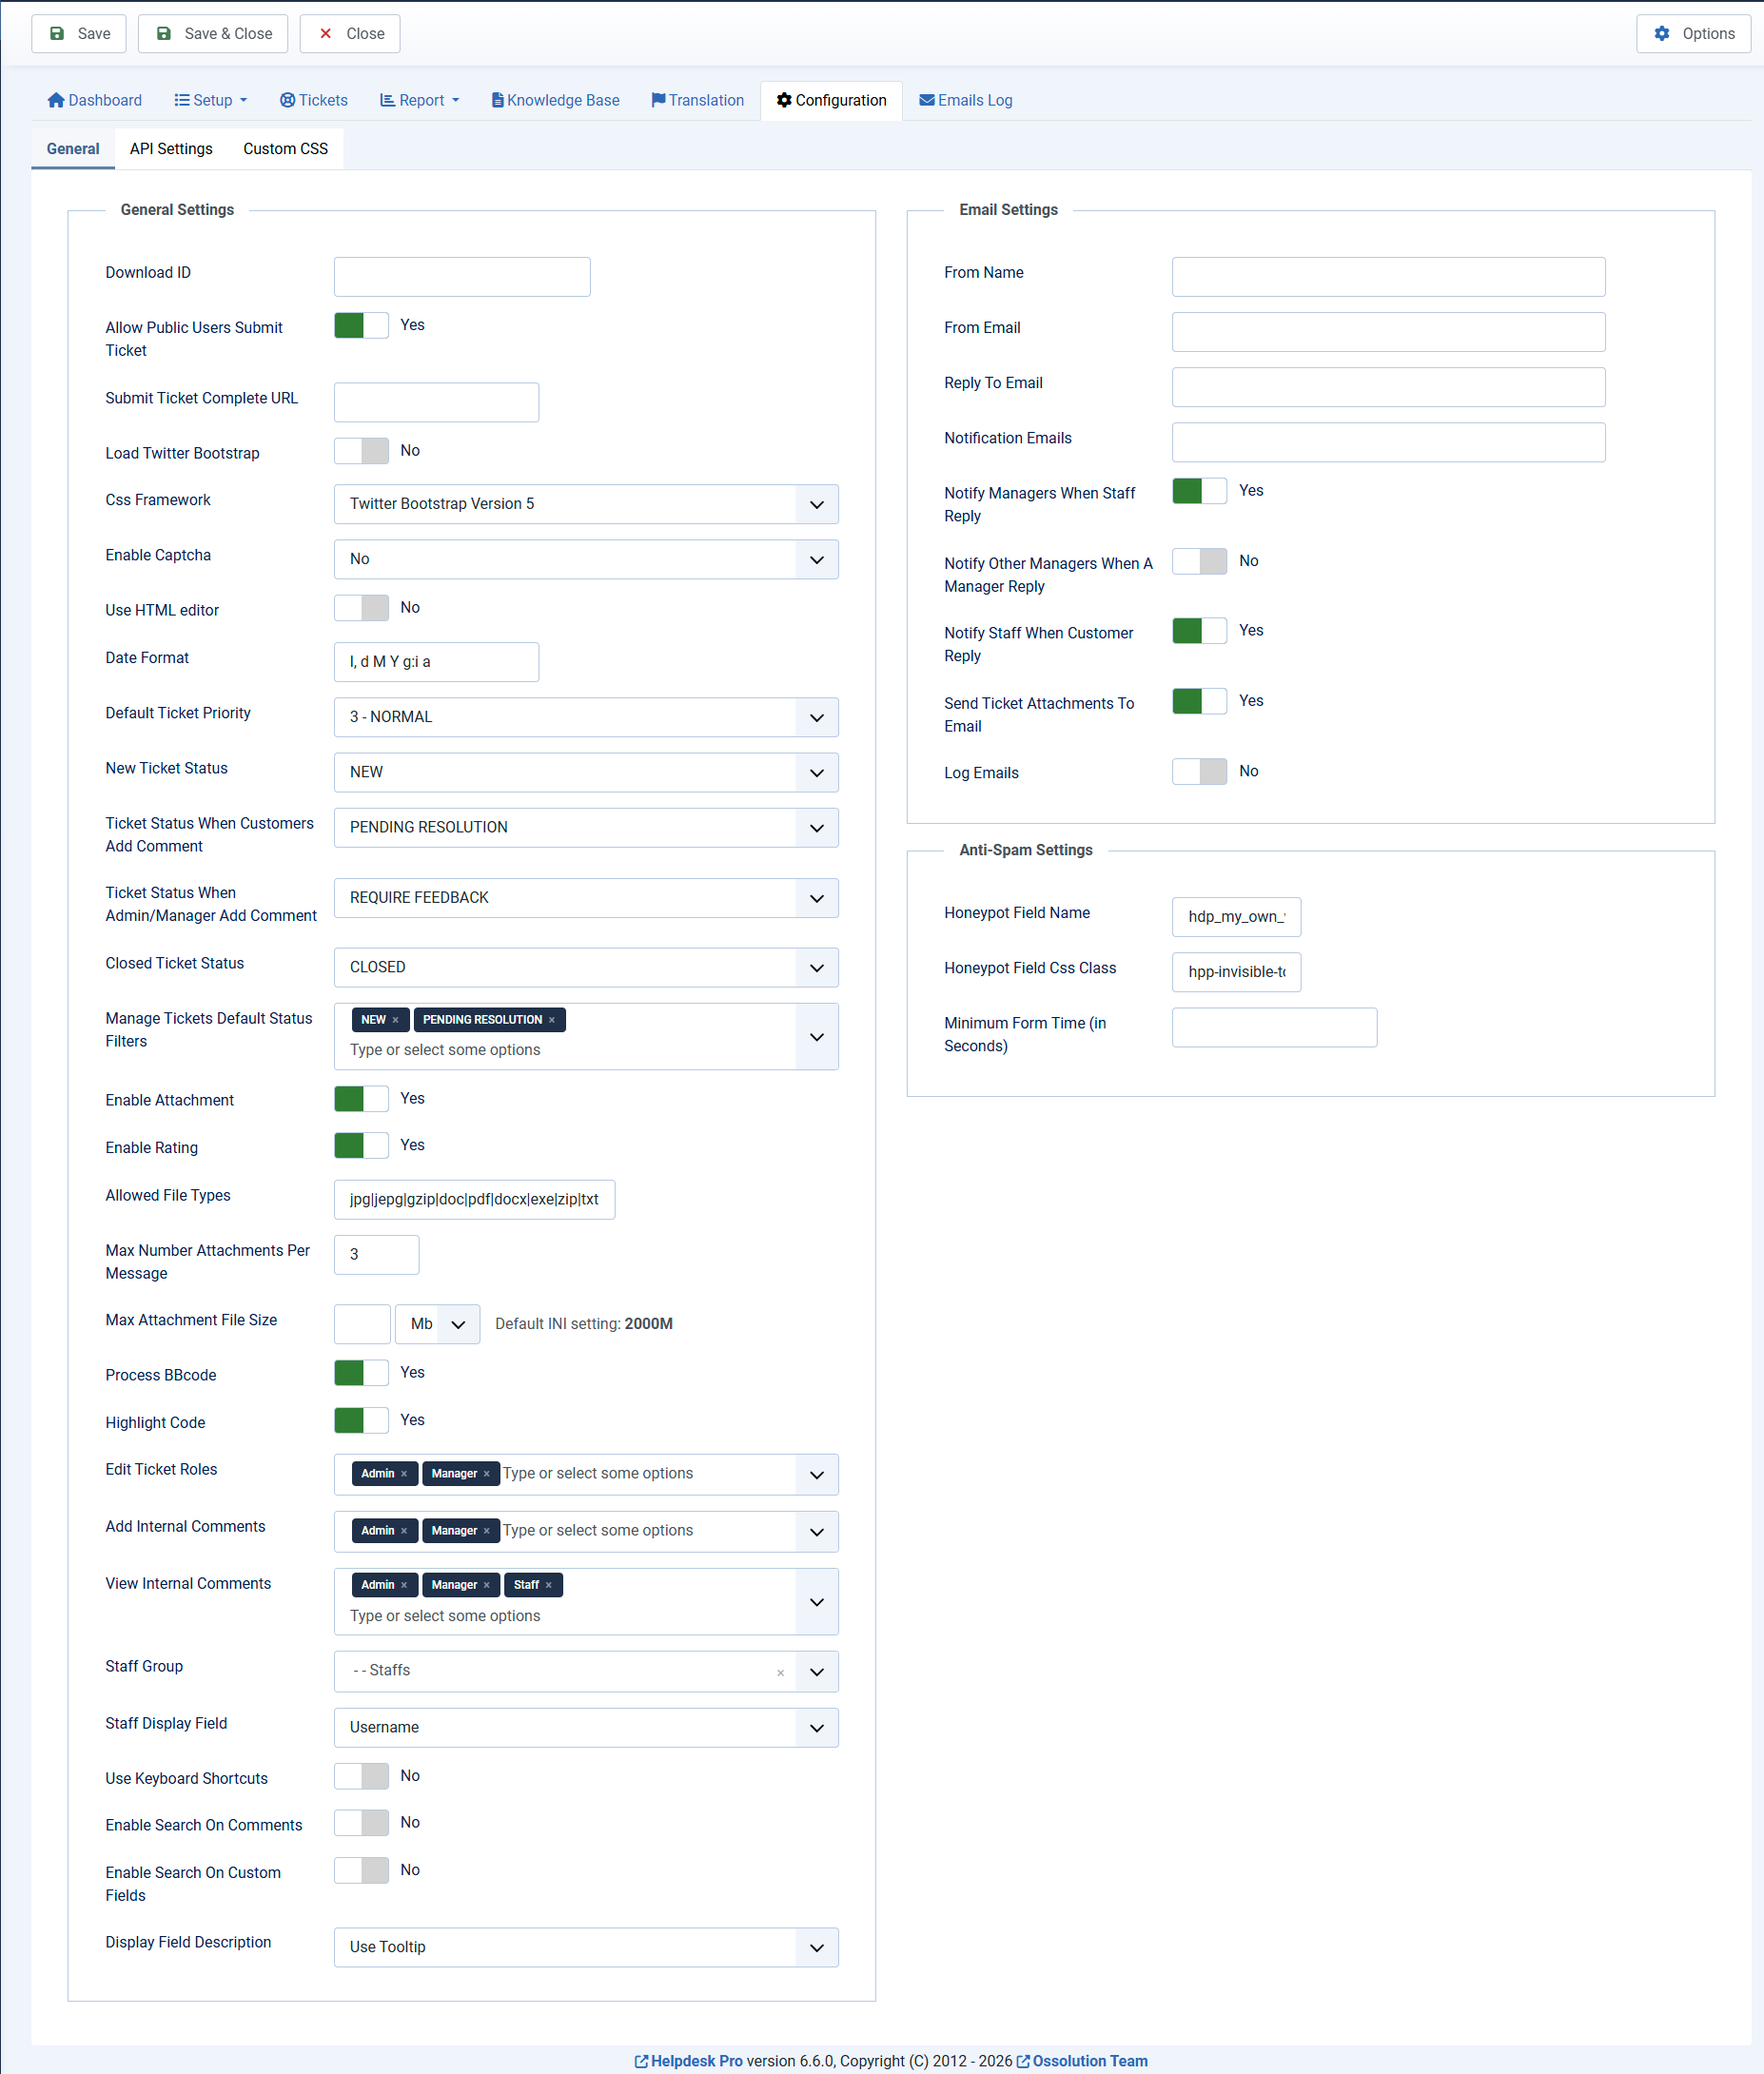 Save
Save & Close
Close
Options
Dashboard
Setup
Tickets
Report
Knowledge Base
Translation
Configuration
Emails Log
General
API Settings
Custom CSS
General Settings
Download ID
Allow Public Users Submit
Ticket
Yes
Submit Ticket Complete URL
Load Twitter Bootstrap
No
Css Framework
Twitter Bootstrap Version 5
Enable Captcha
No
Use HTML editor
No
Date Format
l, d M Y g:i a
Default Ticket Priority
3 - NORMAL
New Ticket Status
NEW
Ticket Status When Customers
Add Comment
PENDING RESOLUTION
Ticket Status When
Admin/Manager Add Comment
REQUIRE FEEDBACK
Closed Ticket Status
CLOSED
Manage Tickets Default Status
Filters
NEW × PENDING RESOLUTION ×
Type or select some options
Enable Attachment
Yes
Enable Rating
Yes
Allowed File Types
jpg|jepg|gzip|doc|pdf|docx|exe|zip|txt
Max Number Attachments Per
Message
3
Max Attachment File Size
Mb
Default INI setting: 2000M
Process BBcode
Yes
Highlight Code
Yes
Edit Ticket Roles
Admin × Manager × Type or select some options
Add Internal Comments
Admin × Manager × Type or select some options
View Internal Comments
Admin × Manager × Staff ×
Type or select some options
Staff Group
- - Staffs ×
Staff Display Field
Username
Use Keyboard Shortcuts
No
Enable Search On Comments
No
Enable Search On Custom
Fields
No
Display Field Description
Use Tooltip
Email Settings
From Name
From Email
Reply To Email
Notification Emails
Notify Managers When Staff
Reply
Yes
Notify Other Managers When A
Manager Reply
No
Notify Staff When Customer
Reply
Yes
Send Ticket Attachments To
Email
Yes
Log Emails
No
Anti-Spam Settings
Honeypot Field Name
hdp_my_own_
Honeypot Field Css Class
hpp-invisible-t
Minimum Form Time (in
Seconds)
Helpdesk Pro version 6.6.0, Copyright (C) 2012 - 2026 Ossolution Team